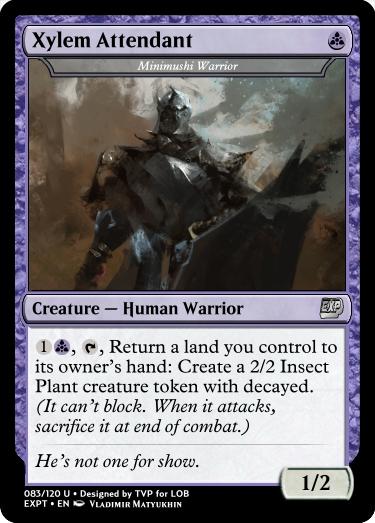 Xylem Attendant
Minimushi Warrior
Creature — Human Warrior
EXP
1, , Return a land you control to
its owner's hand: Create a 2/2 Insect
Plant creature token with decayed.
(It can't block. When it attacks,
sacrifice it at end of combat.)
He's not one for show.
1/2
083/120 U • Designed by TVP for LOB
EXPT • EN Vladimir Matyukhin